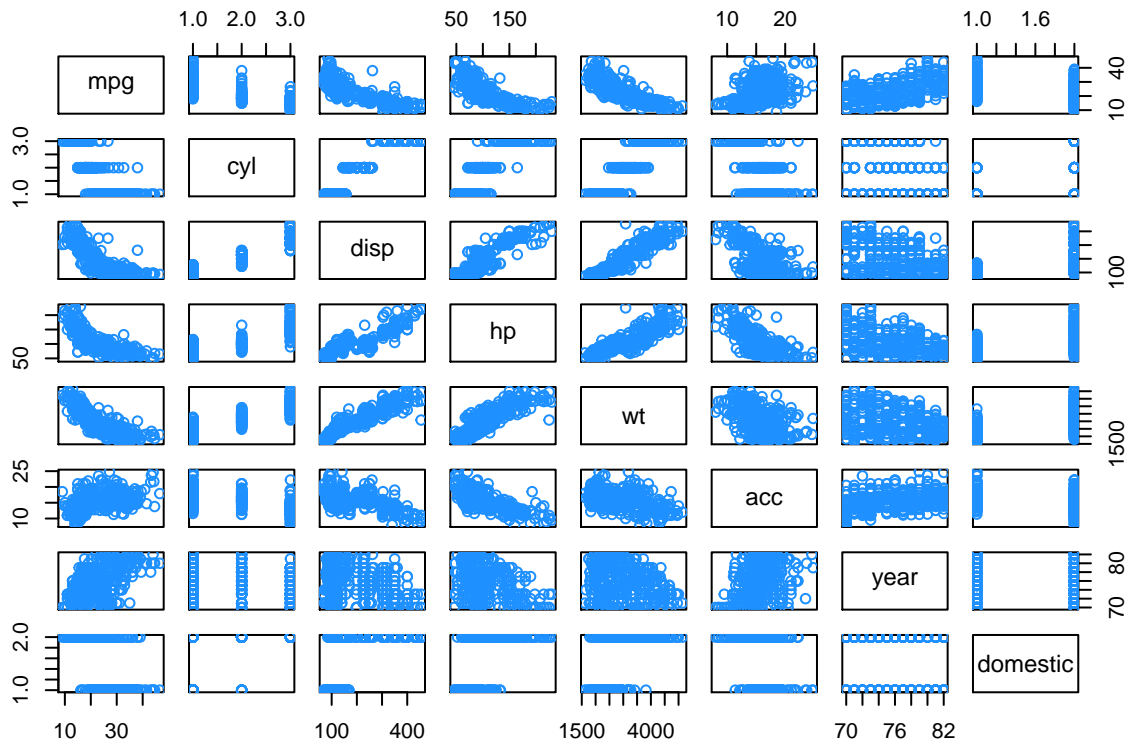 1.0 2.0 3.0 50 150 10 20 1.0 1.6
mpg 10 40
1.0 3.0 cyl
disp 100
50 hp
wt 1500
10 25 acc
year 70 80
1.0 2.0 domestic
10 30 100 400 1500 4000 70 76 82